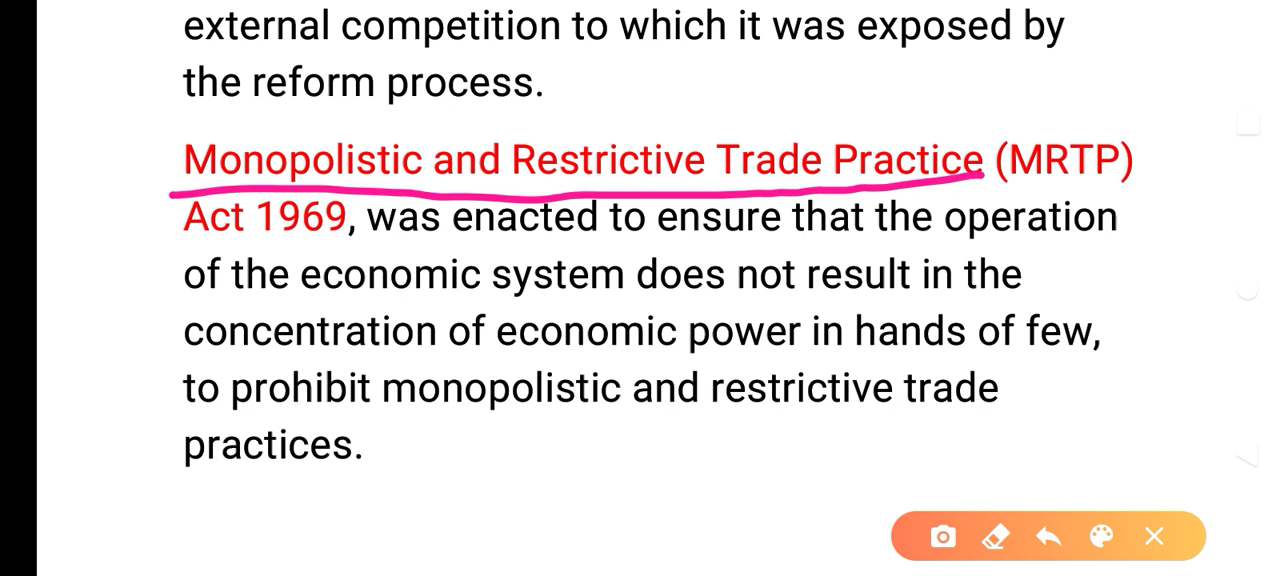 external competition to which it was exposed by
the reform process.
Monopolistic and Restrictive Trade Practice (MRTP)
Act 1969, was enacted to ensure that the operation
of the economic system does not result in the
concentration of economic power in hands of few,
to prohibit monopolistic and restrictive trade
practices.